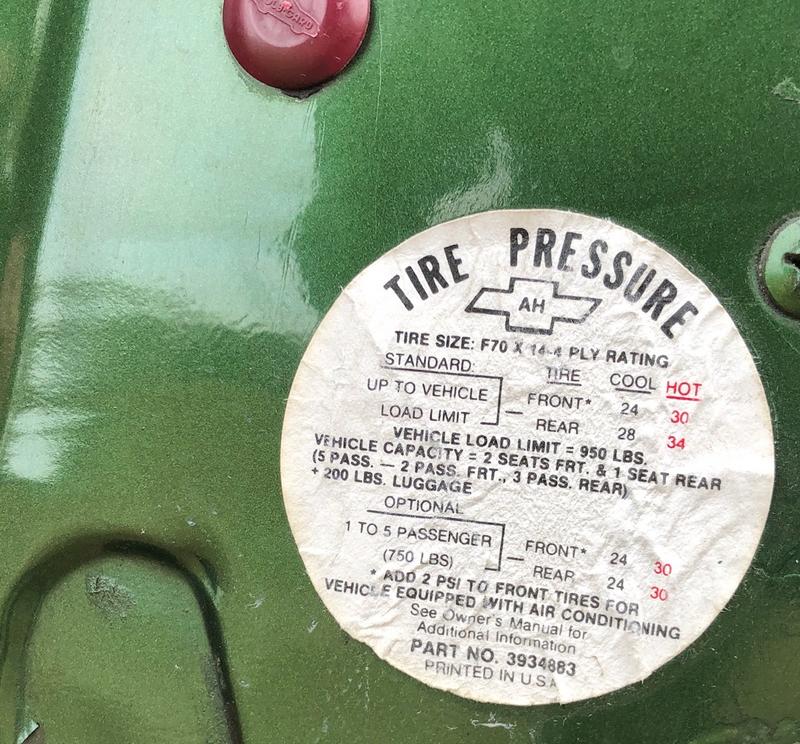 TIRE PRESSURE
AH
TIRE SIZE: F70 X 14-4 PLY RATING
STANDARD: TIRE COOL HOT
UP TO VEHICLE LOAD LIMIT
FRONT* 24 30
REAR 28 34
VEHICLE LOAD LIMIT = 950 LBS.
VEHICLE CAPACITY = 2 SEATS FRT. & 1 SEAT REAR
(5 PASS. — 2 PASS. FRT., 3 PASS. REAR)
+ 200 LBS. LUGGAGE
OPTIONAL
1 TO 5 PASSENGER
(750 LBS)
FRONT* 24 30
REAR 24 30
* ADD 2 PSI TO FRONT TIRES FOR
VEHICLE EQUIPPED WITH AIR CONDITIONING
See Owner's Manual for
Additional Information
PART NO. 3934883
PRINTED IN U.S.A